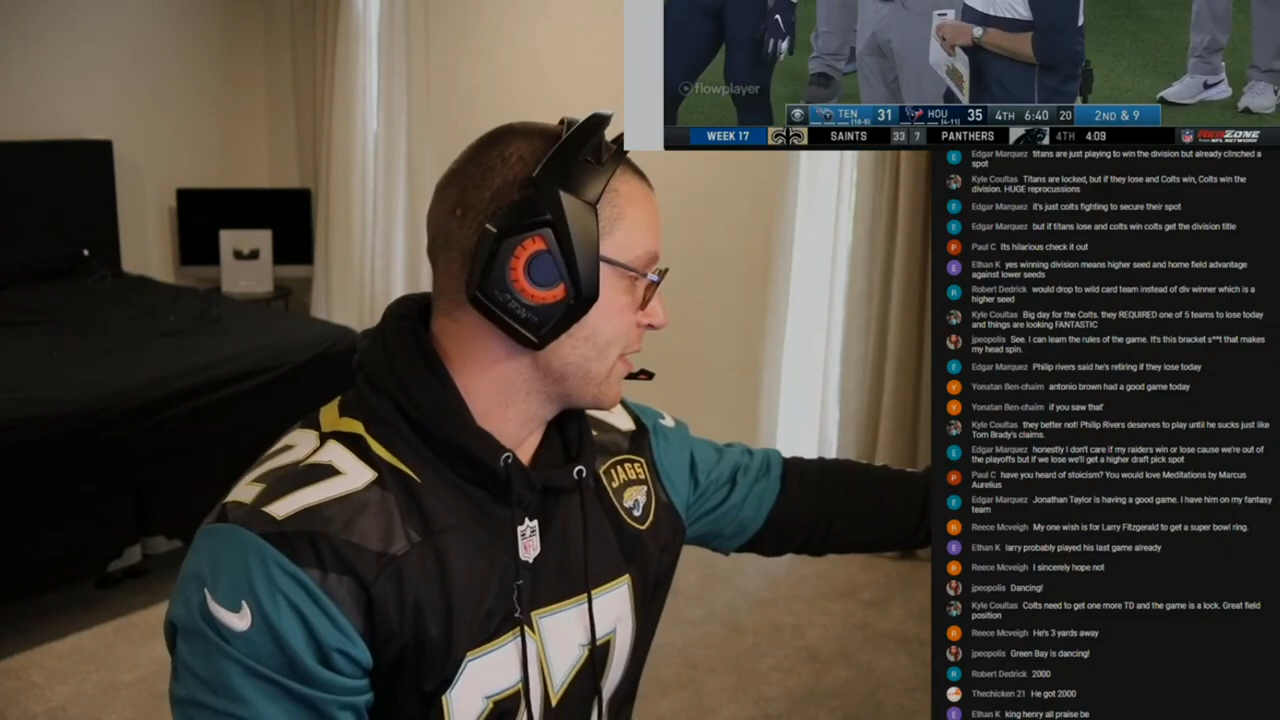 flowplayer
TEN 31 HOU 35 4TH 6:40 20 2ND & 9
[10-5] [4-11]
WEEK 17 SAINTS 33 7 PANTHERS 4TH 4:09 NFL REDZONE
Edgar Marquez titans are just playing to win the division but already clinched a
spot
Kyle Coultas Titans are locked, but if they lose and Colts win, Colts win the
division. HUGE reprocussions
Edgar Marquez it's just colts fighting to secure their spot
Edgar Marquez but if titans lose and colts win colts get the division title
Paul C Its hilarious check it out
Ethan K yes winning division means higher seed and home field advantage
against lower seeds
Robert Dedrick would drop to wild card team instead of div winner which is a
higher seed
Kyle Coultas Big day for the Colts. they REQUIRED one of 5 teams to lose today
and things are looking FANTASTIC
jpeopolis See. I can learn the rules of the game. It's this bracket s**t that makes
my head spin.
Edgar Marquez Philip rivers said he's retiring if they lose today
Yonatan Ben-chaim antonio brown had a good game today
Yonatan Ben-chaim if you saw that'
Kyle Coultas they better not! Philip Rivers deserves to play until he sucks just like
Tom Brady's claims.
Edgar Marquez honestly I don't care if my raiders win or lose cause we're out of
the playoffs but if we lose we'll get a higher draft pick spot
Paul C have you heard of stoicism? You would love Meditations by Marcus
Aurelius
Edgar Marquez Jonathan Taylor is having a good game. I have him on my fantasy
team
Reece Mcveigh My one wish is for Larry Fitzgerald to get a super bowl ring.
Ethan K larry probably played his last game already
Reece Mcveigh I sincerely hope not
jpeopolis Dancing!
Kyle Coultas Colts need to get one more TD and the game is a lock. Great field
position
Reece Mcveigh He's 3 yards away
jpeopolis Green Bay is dancing!
Robert Dedrick 2000
Thechicken 21 He got 2000
Ethan K king henry all praise be
27
JAGS
NFL
27